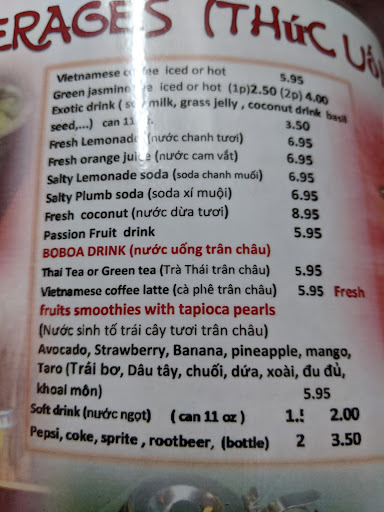 ERAGES (THỨC UỐ
Vietnamese coffee iced or hot 5.95
Green jasmine iced or hot (1p)2.50 (2p) 4.00
Exotic drink ( soy milk, grass jelly , coconut drink basil
seed,...) can 11 3.50
Fresh Lemonade (nước chanh tươi) 6.95
Fresh orange juice (nước cam vắt) 6.95
Salty Lemonade soda (soda chanh muối) 6.95
Salty Plumb soda (soda xí muội) 6.95
Fresh coconut (nước dừa tươi) 8.95
Passion Fruit drink 5.95
BOBOA DRINK (nước uống trân châu)
Thai Tea or Green tea (Trà Thái trân châu) 5.95
Vietnamese coffee latte (cà phê trân châu) 5.95 Fresh
fruits smoothies with tapioca pearls
(Nước sinh tố trái cây tươi trân châu)
Avocado, Strawberry, Banana, pineapple, mango,
Taro (Trái bơ, Dâu tây, chuối, dứa, xoài, đu đủ,
khoai môn) 5.95
Soft drink (nước ngọt) ( can 11 oz ) 2.00
Pepsi, coke, sprite , rootbeer, (bottle) 2 3.50